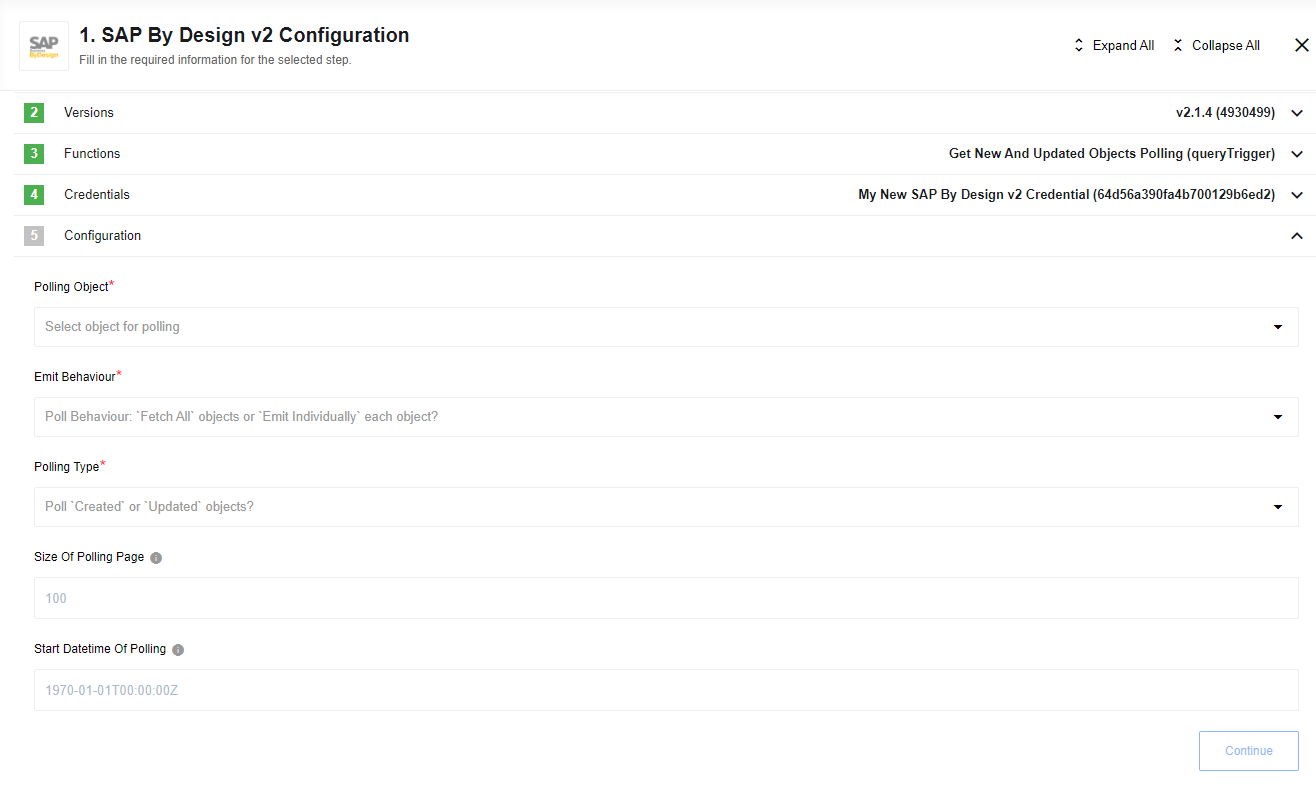 SAP
Business
ByDesign
1. SAP By Design v2 Configuration
Fill in the required information for the selected step.
Expand All
Collapse All
2 Versions v2.1.4 (4930499)
3 Functions Get New And Updated Objects Polling (queryTrigger)
4 Credentials My New SAP By Design v2 Credential (64d56a390fa4b700129b6ed2)
5 Configuration
Polling Object*
Select object for polling
Emit Behaviour*
Poll Behaviour: `Fetch All` objects or `Emit Individually` each object?
Polling Type*
Poll `Created` or `Updated` objects?
Size Of Polling Page
100
Start Datetime Of Polling
1970-01-01T00:00:00Z
Continue